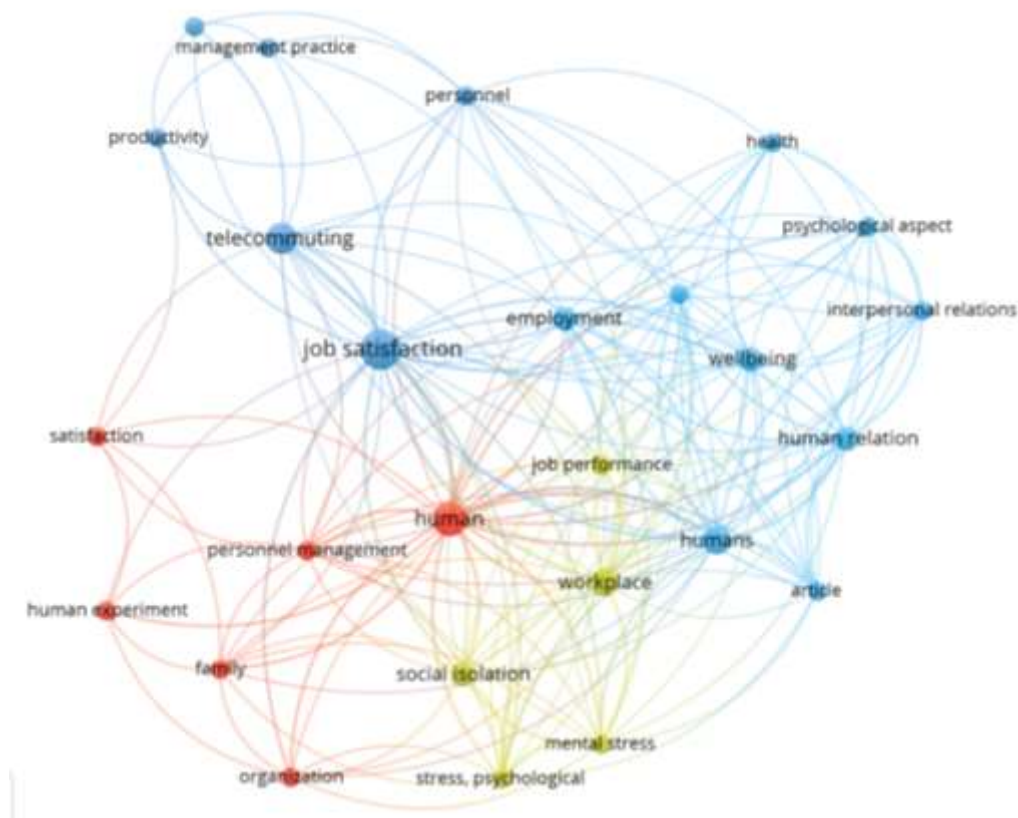 management practice
personnel
productivity
health
psychological aspect
telecommuting
interpersonal relations
employment
job satisfaction
wellbeing
satisfaction
human relation
job performance
human
humans
personnel management
workplace
article
human experiment
family
social isolation
mental stress
organization
stress, psychological